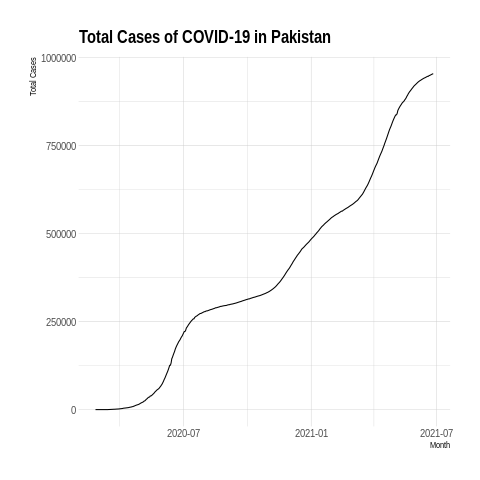 Total Cases of COVID-19 in Pakistan
Total Cases
1000000
750000
500000
250000
0
2020-07 2021-01 2021-07
Month